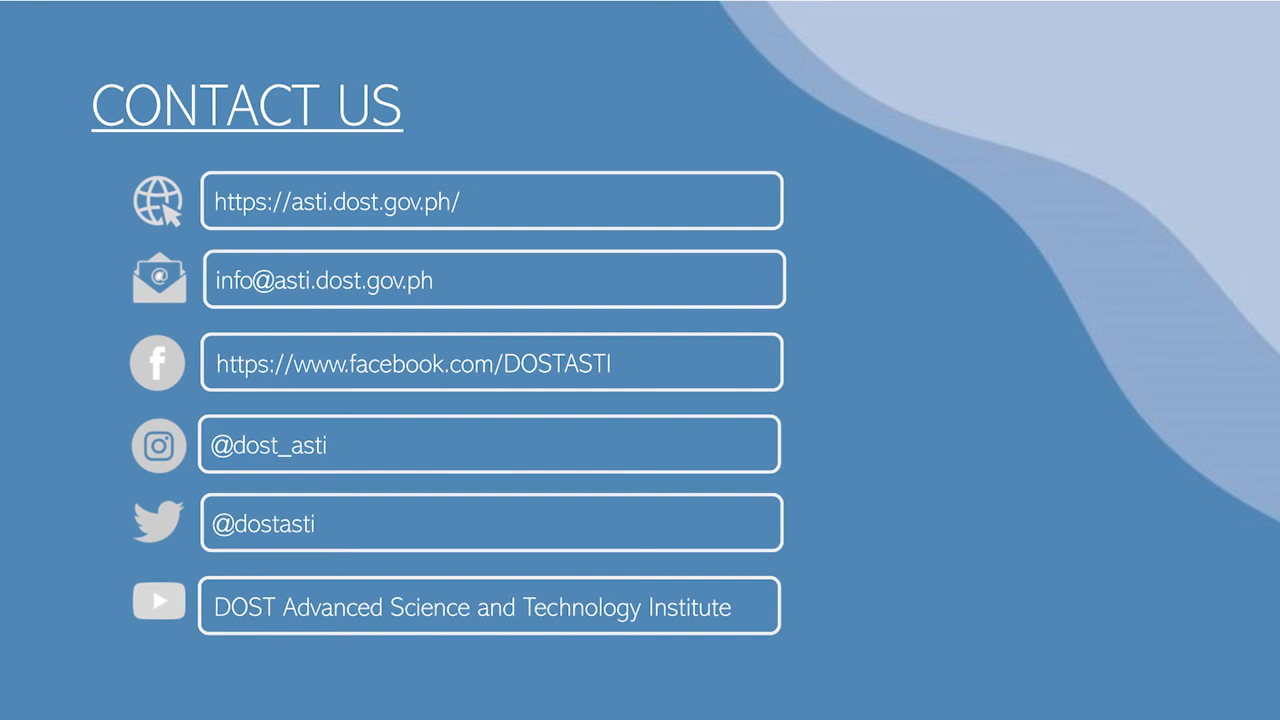 CONTACT US
https://asti.dost.gov.ph/
info@asti.dost.gov.ph
https://www.facebook.com/DOSTASTI
@dost_asti
@dostasti
DOST Advanced Science and Technology Institute